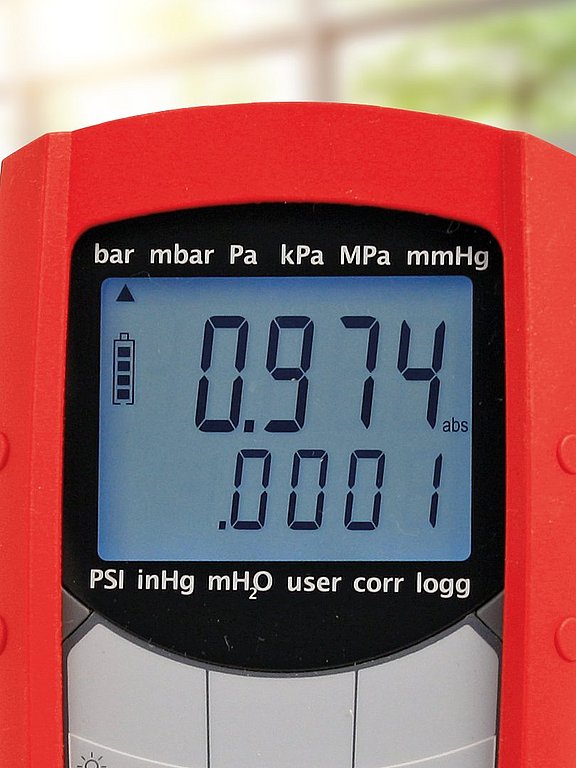 bar mbar Pa kPa MPa mmHg
0.974 abs
.0001
PSI inHg mH₂O user corr logg